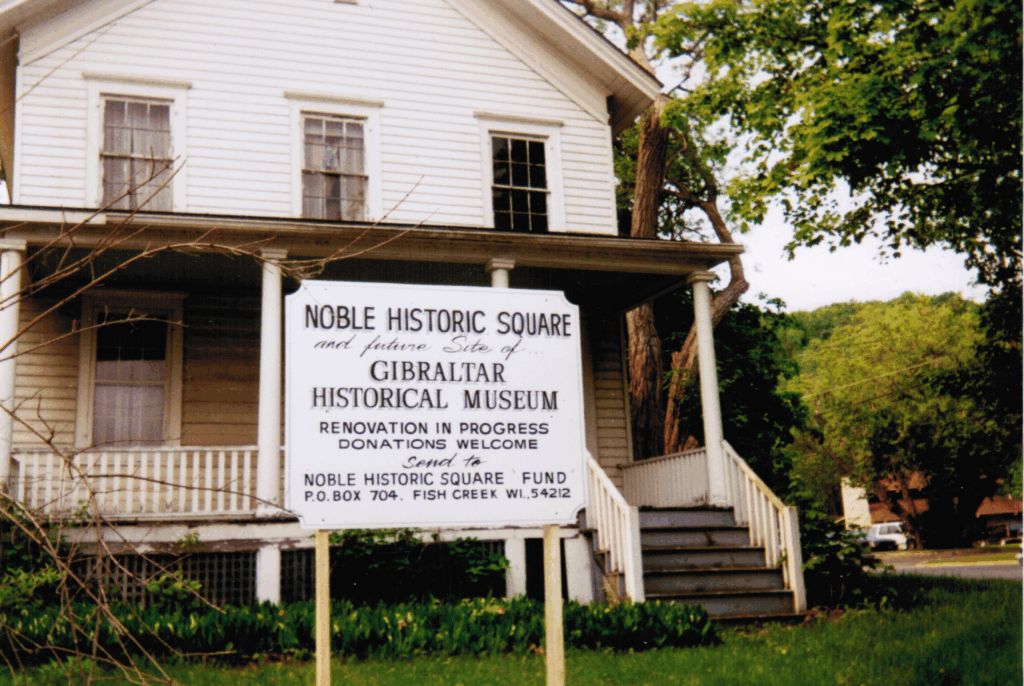 NOBLE HISTORIC SQUARE
and future Site of...
GIBRALTAR
HISTORICAL MUSEUM
RENOVATION IN PROGRESS
DONATIONS WELCOME
Send to
NOBLE HISTORIC SQUARE FUND
P.O. BOX 704. FISH CREEK WI., 54212